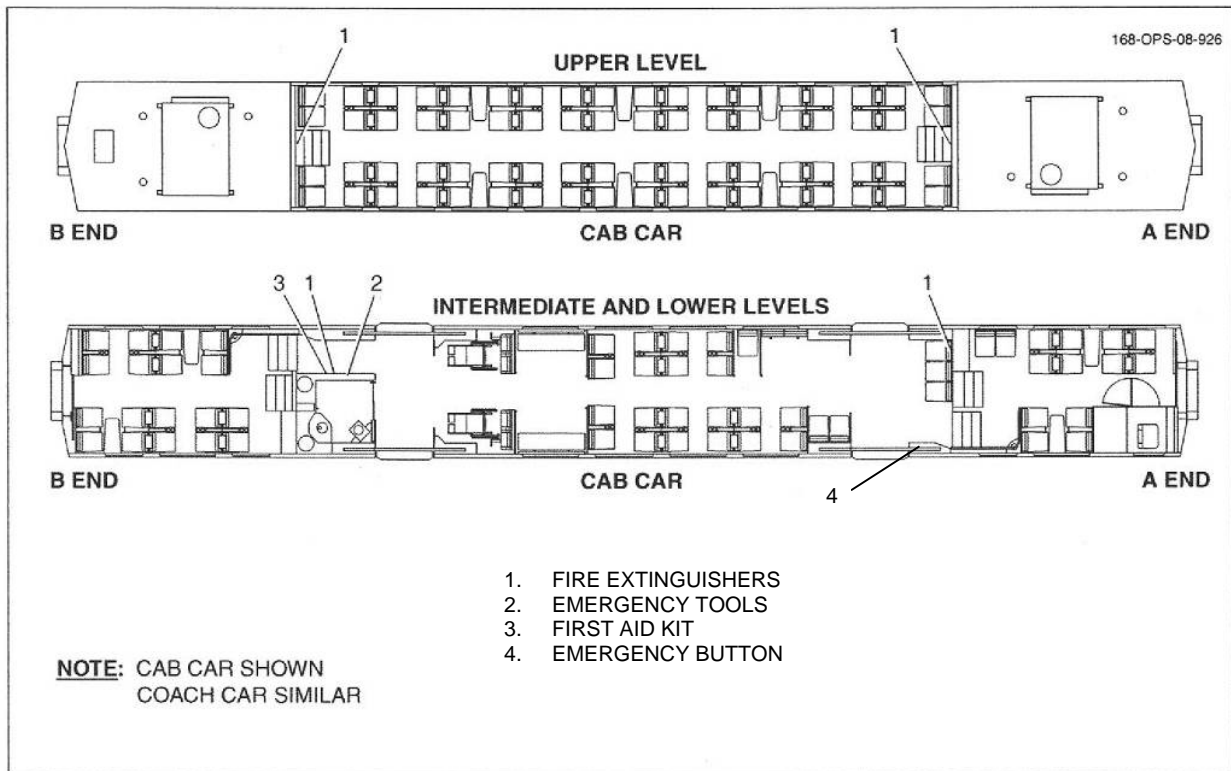 168-OPS-08-926
1 1
UPPER LEVEL
B END CAB CAR A END
3 1 2 1
INTERMEDIATE AND LOWER LEVELS
B END CAB CAR A END
4
1. FIRE EXTINGUISHERS
2. EMERGENCY TOOLS
3. FIRST AID KIT
4. EMERGENCY BUTTON
NOTE: CAB CAR SHOWN
COACH CAR SIMILAR